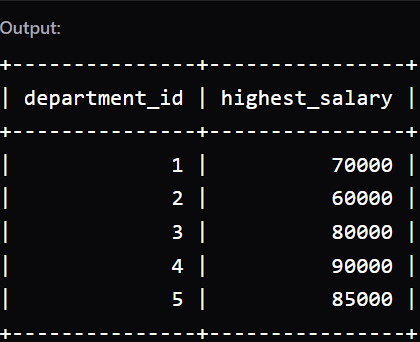 Output:
+---------------+----------------+
| department_id | highest_salary |
+---------------+----------------+
|             1 |          70000 |
|             2 |          60000 |
|             3 |          80000 |
|             4 |          90000 |
|             5 |          85000 |
+---------------+----------------+